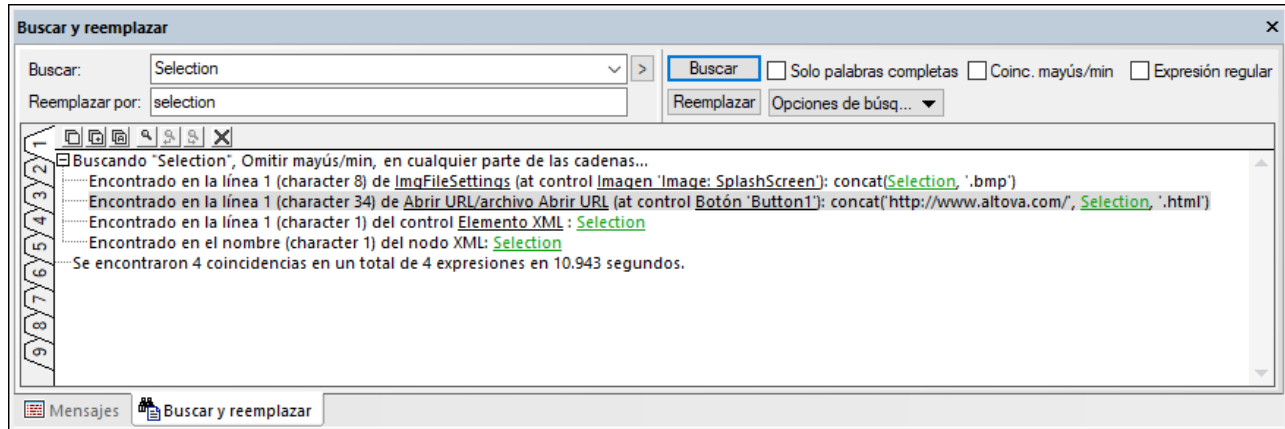 Buscar y reemplazar
Buscar: Selection > Buscar Solo palabras completas Coinc. mayús/min Expresión regular
Reemplazar por: selection Reemplazar Opciones de búsq...
1
2
3
4
5
6
7
8
9
Buscando "Selection", Omitir mayús/min, en cualquier parte de las cadenas...
Encontrado en la línea 1 (character 8) de ImgFileSettings (at control Imagen 'Image: SplashScreen'): concat(Selection, '.bmp')
Encontrado en la línea 1 (character 34) de Abrir URL/archivo Abrir URL (at control Botón 'Button1'): concat('http://www.altova.com/', Selection, '.html')
Encontrado en la línea 1 (character 1) del control Elemento XML : Selection
Encontrado en el nombre (character 1) del nodo XML: Selection
Se encontraron 4 coincidencias en un total de 4 expresiones en 10.943 segundos.
Mensajes Buscar y reemplazar